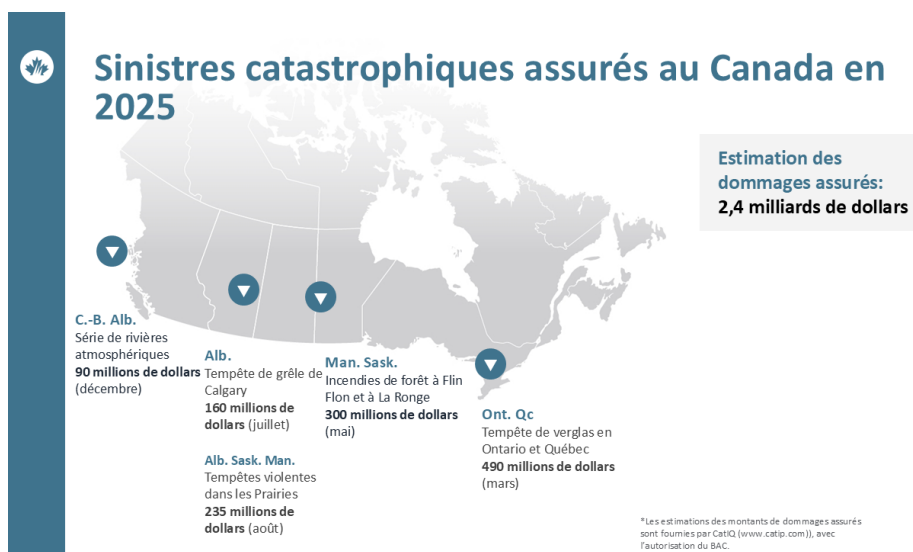 Sinistres catastrophiques assurés au Canada en
2025
Estimation des
dommages assurés:
2,4 milliards de dollars
C.-B. Alb.
Série de rivières
atmosphériques
90 millions de dollars
(décembre)
Alb.
Tempête de grêle de
Calgary
160 millions de
dollars (juillet)
Alb. Sask. Man.
Tempêtes violentes
dans les Prairies
235 millions de
dollars (août)
Man. Sask.
Incendies de forêt à Flin
Flon et à La Ronge
300 millions de dollars
(mai)
Ont. Qc
Tempête de verglas en
Ontario et Québec
490 millions de dollars
(mars)
*Les estimations des montants de dommages assurés
sont fournies par CatIQ (www.catip.com)), avec
l'autorisation du BAC.